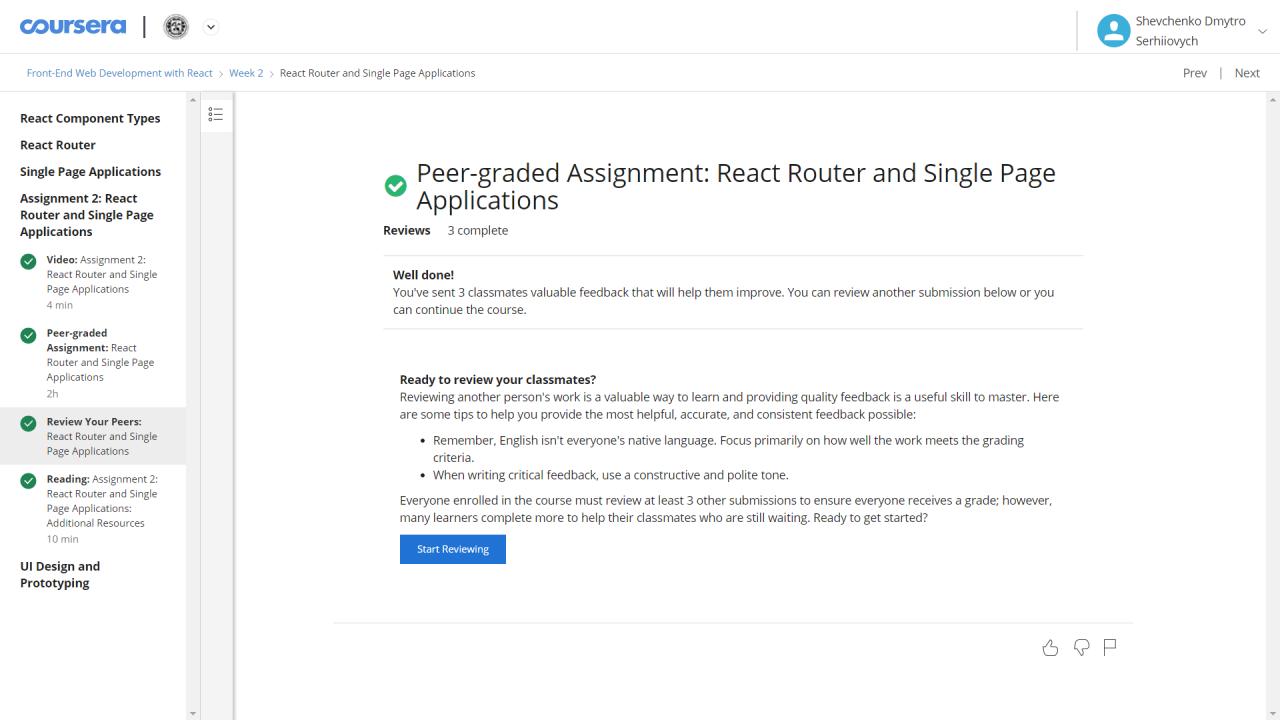 coursera
Shevchenko Dmytro
Serhiiovych
Front-End Web Development with React > Week 2 > React Router and Single Page Applications
Prev | Next
React Component Types
React Router
Single Page Applications
Assignment 2: React
Router and Single Page
Applications
Video: Assignment 2:
React Router and Single
Page Applications
4 min
Peer-graded
Assignment: React
Router and Single Page
Applications
2h
Review Your Peers:
React Router and Single
Page Applications
Reading: Assignment 2:
React Router and Single
Page Applications:
Additional Resources
10 min
UI Design and
Prototyping
Peer-graded Assignment: React Router and Single Page
Applications
Reviews 3 complete
Well done!
You've sent 3 classmates valuable feedback that will help them improve. You can review another submission below or you
can continue the course.
Ready to review your classmates?
Reviewing another person's work is a valuable way to learn and providing quality feedback is a useful skill to master. Here
are some tips to help you provide the most helpful, accurate, and consistent feedback possible:
• Remember, English isn't everyone's native language. Focus primarily on how well the work meets the grading
criteria.
• When writing critical feedback, use a constructive and polite tone.
Everyone enrolled in the course must review at least 3 other submissions to ensure everyone receives a grade; however,
many learners complete more to help their classmates who are still waiting. Ready to get started?
Start Reviewing